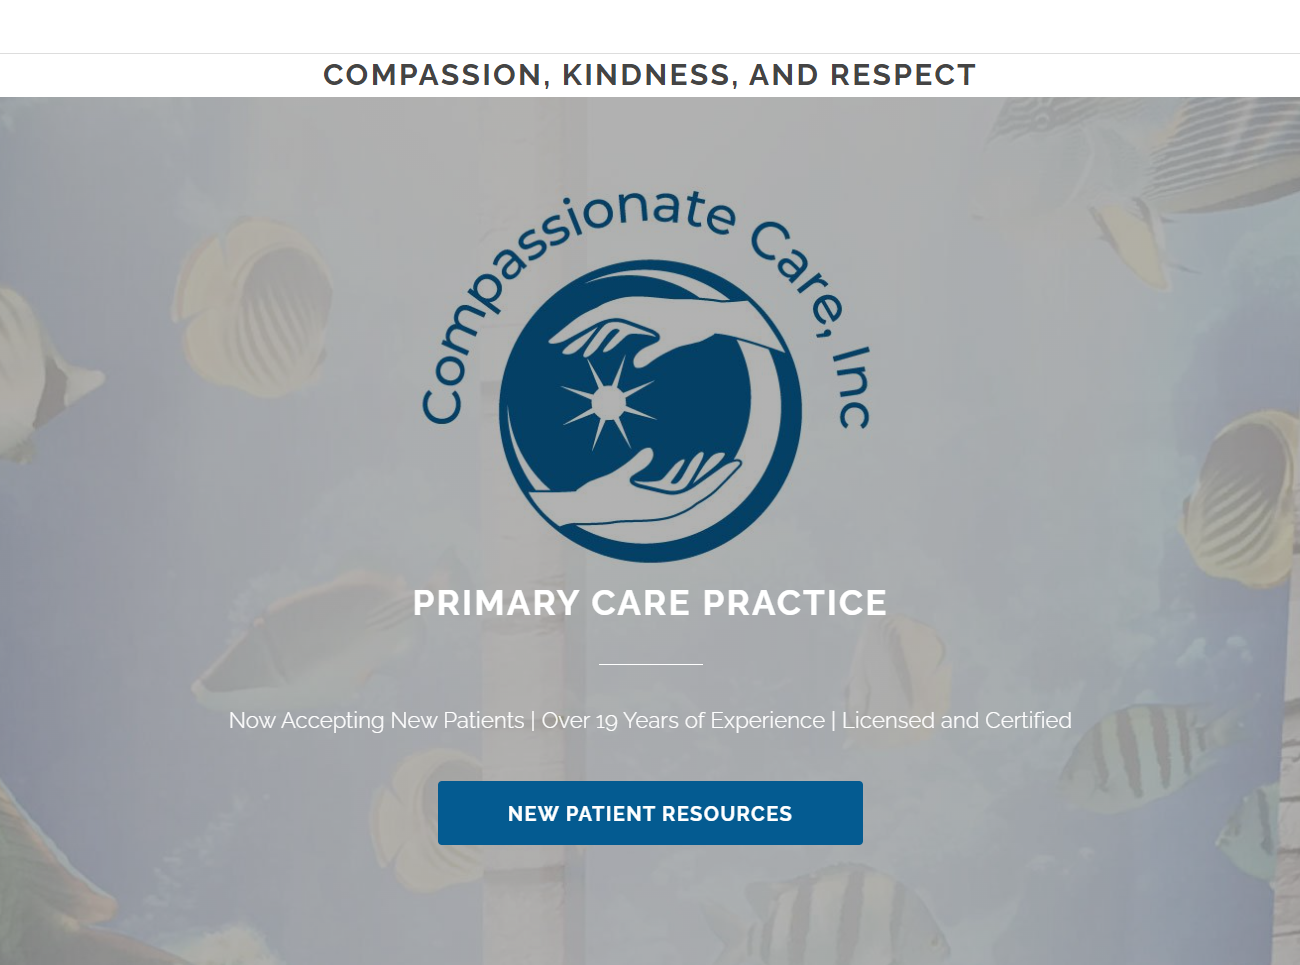 COMPASSION, KINDNESS, AND RESPECT
Compassionate Care, Inc
PRIMARY CARE PRACTICE
Now Accepting New Patients | Over 19 Years of Experience | Licensed and Certified
NEW PATIENT RESOURCES